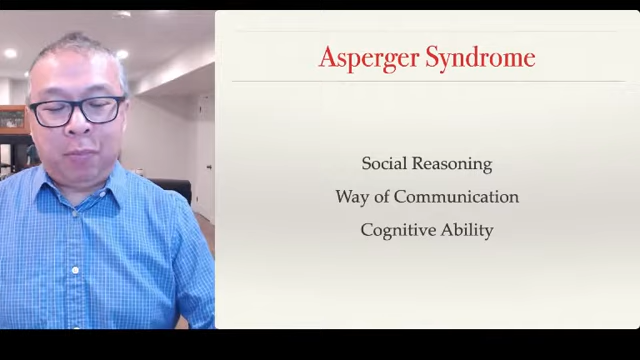 Asperger Syndrome
Social Reasoning
Way of Communication
Cognitive Ability